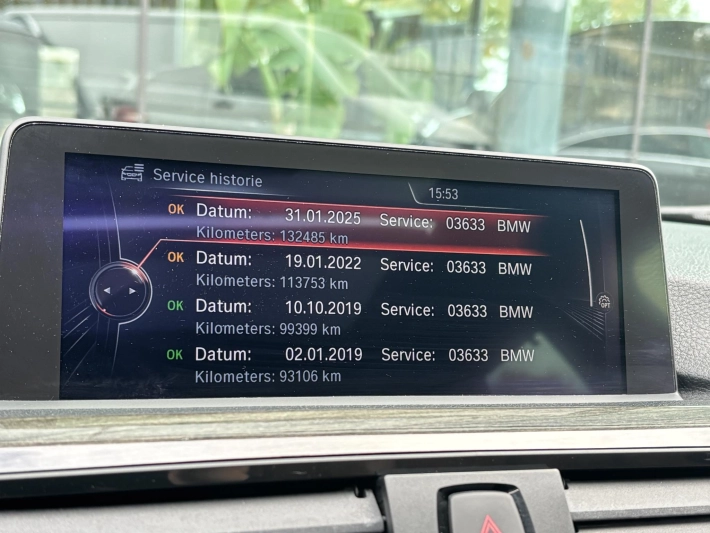 Service historie
15:53
OK Datum: 31.01.2025 Service: 03633 BMW
Kilometers: 132485 km
OK Datum: 19.01.2022 Service: 03633 BMW
Kilometers: 113753 km
OK Datum: 10.10.2019 Service: 03633 BMW
Kilometers: 99399 km
OK Datum: 02.01.2019 Service: 03633 BMW
Kilometers: 93106 km